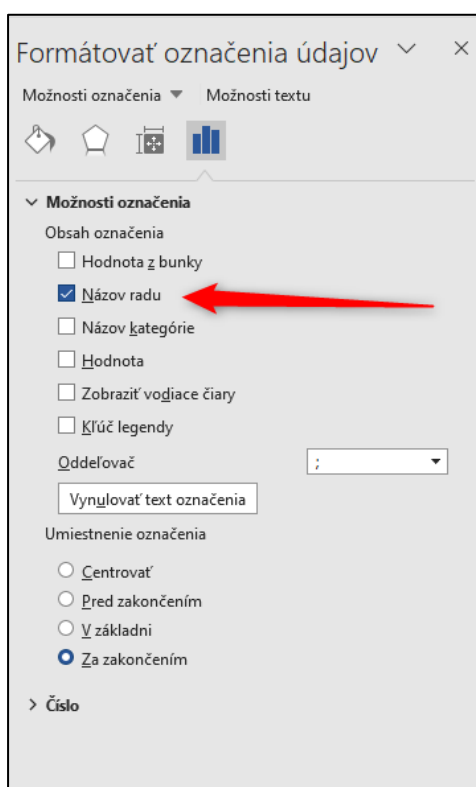 Formátovať označenia údajov
Možnosti označenia Možnosti textu
Možnosti označenia
Obsah označenia
Hodnota z bunky
Názov radu
Názov kategórie
Hodnota
Zobraziť vodiace čiary
Kľúč legendy
Oddeľovač ;
Vynulovať text označenia
Umiestnenie označenia
Centrovať
Pred zakončením
V základni
Za zakončením
Číslo